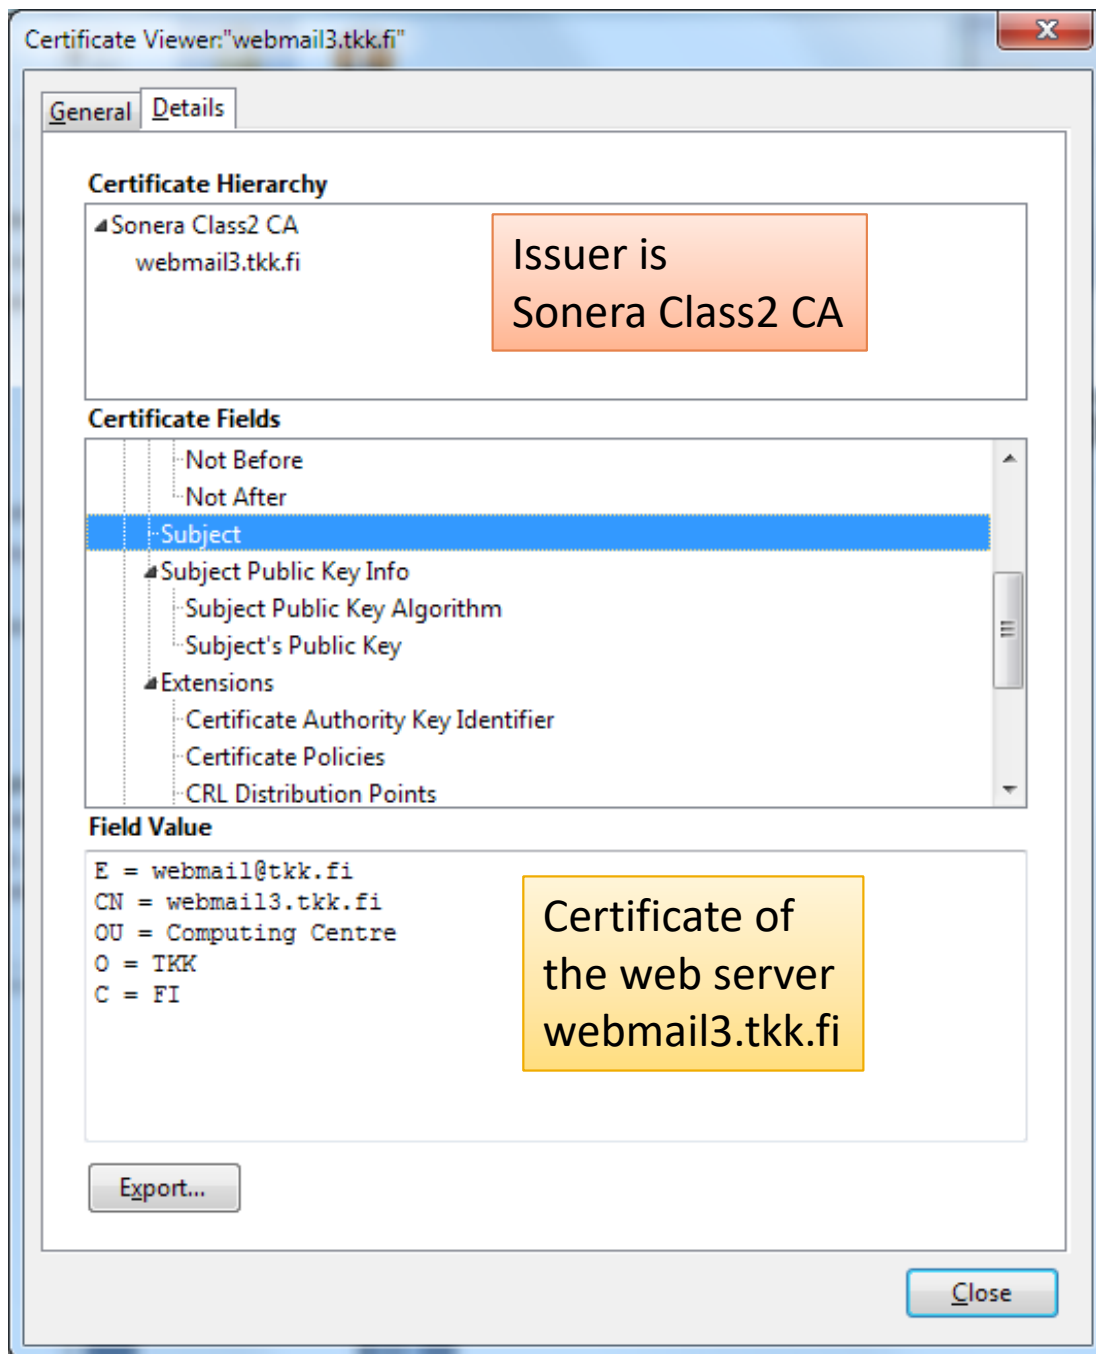 Certificate Viewer:"webmail3.tkk.fi"
x
General
Details
Certificate Hierarchy
Sonera Class2 CA
webmail3.tkk.fi
Issuer is
Sonera Class2 CA
Certificate Fields
Not Before
Not After
Subject
Subject Public Key Info
Subject Public Key Algorithm
Subject's Public Key
Extensions
Certificate Authority Key Identifier
Certificate Policies
CRL Distribution Points
Field Value
E = webmail@tkk.fi
CN = webmail3.tkk.fi
OU = Computing Centre
O = TKK
C = FI
Certificate of
the web server
webmail3.tkk.fi
Export...
Close